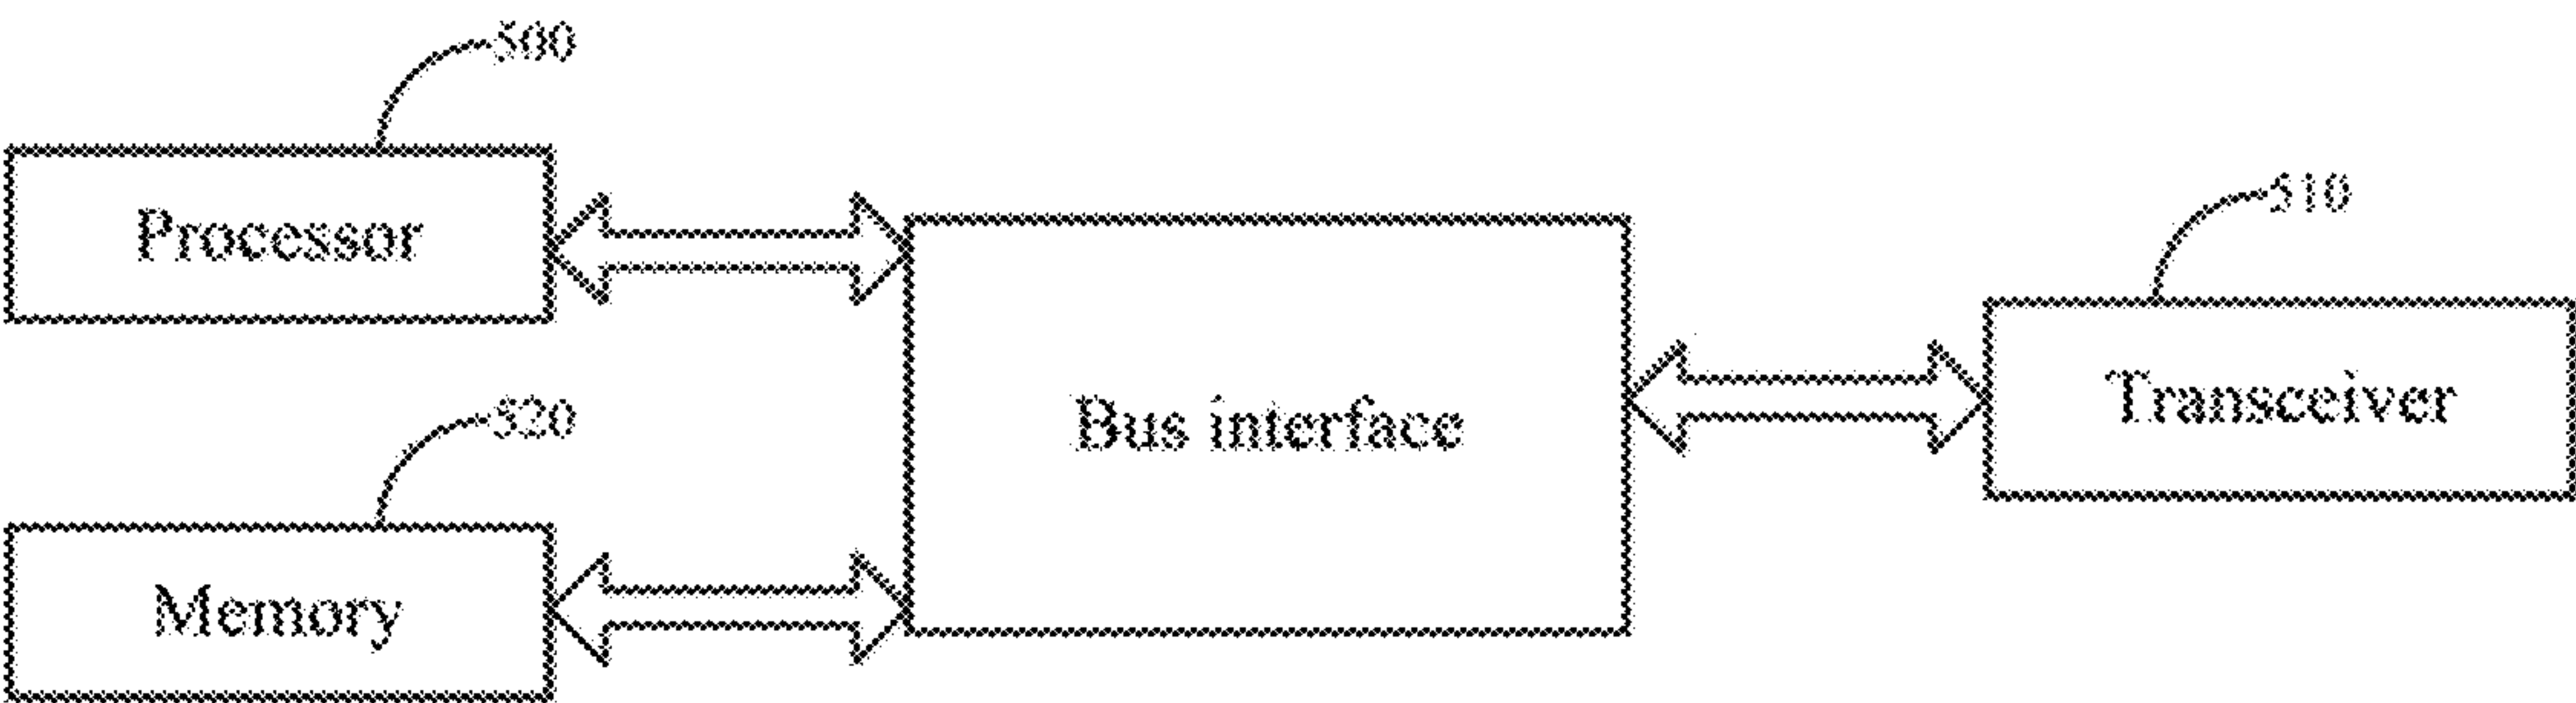 500
Processor
510
Transceiver
Bus interface
520
Memory